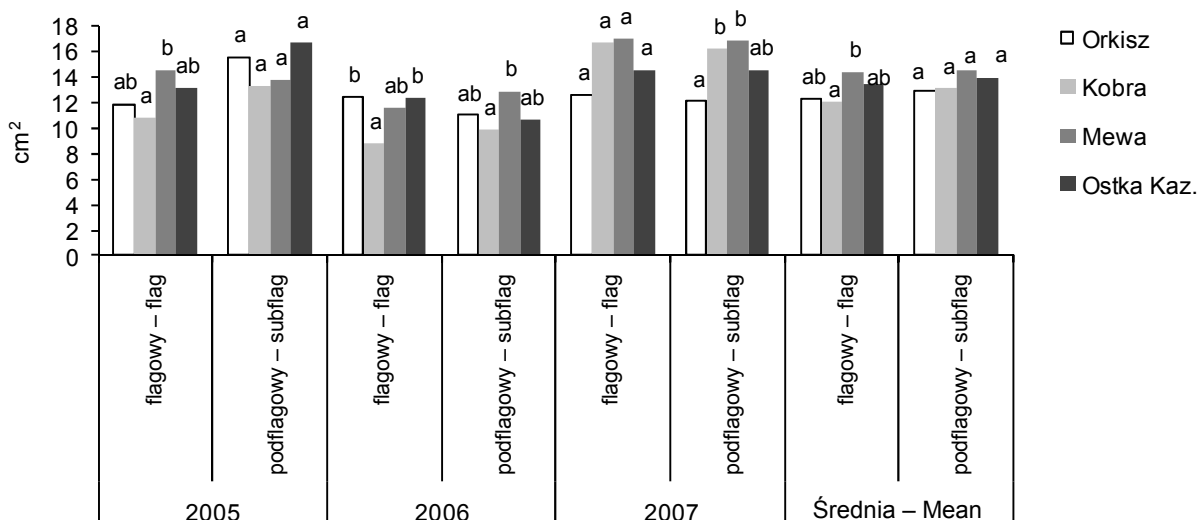 18
16
14
12
10
8
6
4
2
0
cm²
ab a b ab
a a a a
b a ab b
ab a b ab
a a a a
a b b ab
ab a b ab
a a a a
Orkisz
Kobra
Mewa
Ostka Kaz.
flagowy – flag
podflagowy – subflag
flagowy – flag
podflagowy – subflag
flagowy – flag
podflagowy – subflag
flagowy – flag
podflagowy – subflag
2005
2006
2007
Średnia – Mean